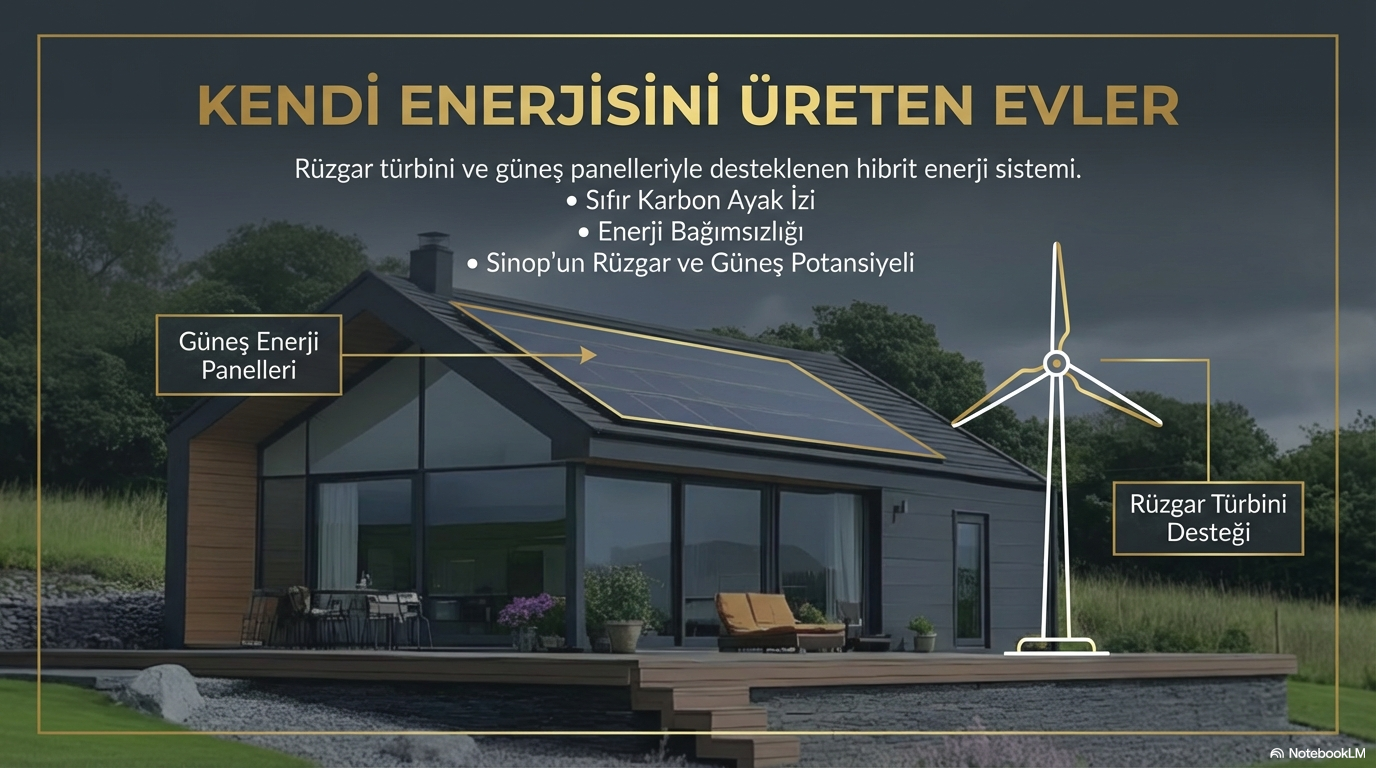 KENDİ ENERJİSİNİ ÜRETEN EVLER
Rüzgar türbini ve güneş panelleriyle desteklenen hibrit enerji sistemi.
• Sıfır Karbon Ayak İzi
• Enerji Bağımsızlığı
• Sinop’un Rüzgar ve Güneş Potansiyeli
Güneş Enerji
Panelleri
Rüzgar Türbini
Desteği
NotebookLM